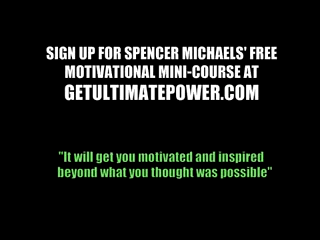 SIGN UP FOR SPENCER MICHAELS' FREE
MOTIVATIONAL MINI-COURSE AT
GETULTIMATEPOWER.COM
"It will get you motivated and inspired
beyond what you thought was possible"